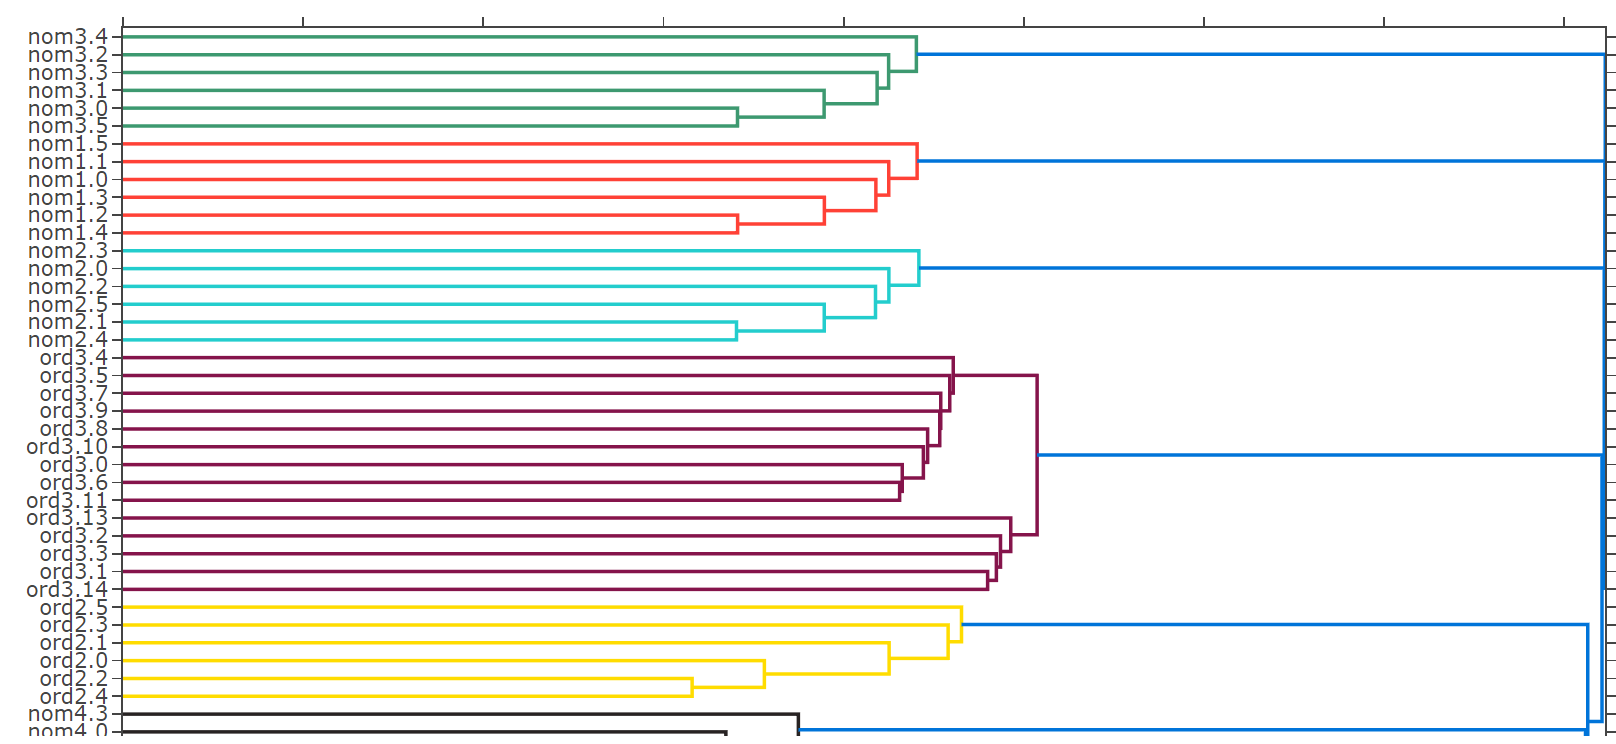 nom3.4
nom3.2
nom3.3
nom3.1
nom3.0
nom3.5
nom1.5
nom1.1
nom1.0
nom1.3
nom1.2
nom1.4
nom2.3
nom2.0
nom2.2
nom2.5
nom2.1
nom2.4
ord3.4
ord3.5
ord3.7
ord3.9
ord3.8
ord3.10
ord3.0
ord3.6
ord3.11
ord3.13
ord3.2
ord3.3
ord3.1
ord3.14
ord2.5
ord2.3
ord2.1
ord2.0
ord2.2
ord2.4
nom4.3
nom4.0